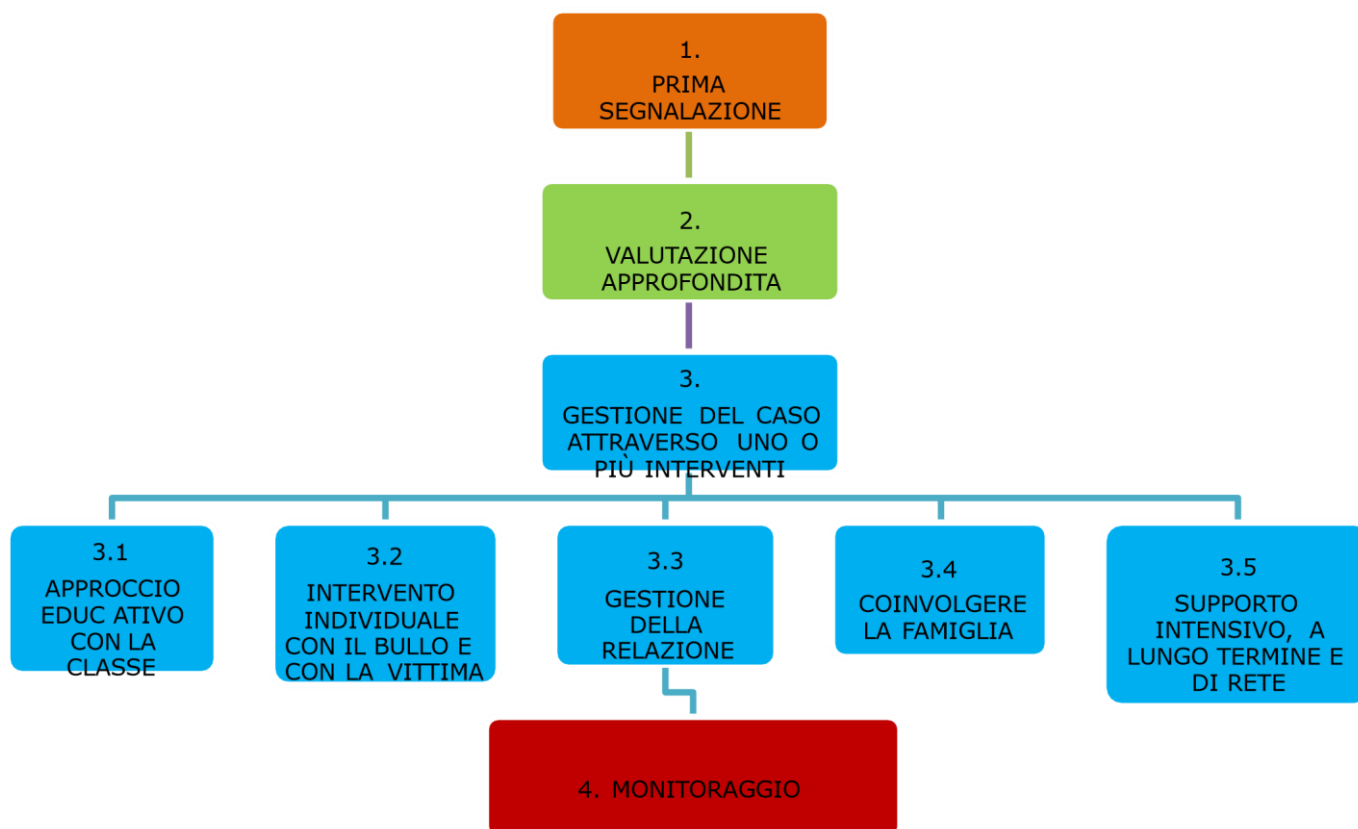 1.
PRIMA
SEGNALAZIONE
2.
VALUTAZIONE
APPROFONDITA
3.
GESTIONE DEL CASO
ATTRAVERSO UNO O
PIÙ INTERVENTI
3.1
APPROCCIO
EDUC ATIVO
CON LA
CLASSE
3.2
INTERVENTO
INDIVIDUALE
CON IL BULLO E
CON LA VITTIMA
3.3
GESTIONE
DELLA
RELAZIONE
3.4
COINVOLGERE
LA FAMIGLIA
3.5
SUPPORTO
INTENSIVO, A
LUNGO TERMINE E
DI RETE
4. MONITORAGGIO